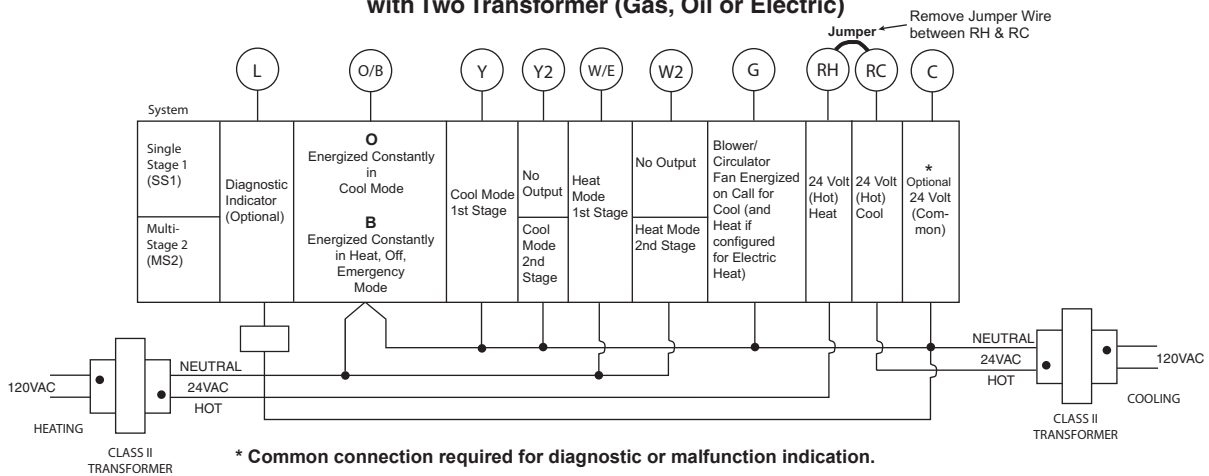 with Two Transformer (Gas, Oil or Electric)
Remove Jumper Wire
between RH & RC
Jumper
L
O/B
Y
Y2
W/E
W2
G
RH
RC
C
System
Single
Stage 1
(SS1)
Multi-
Stage 2
(MS2)
Diagnostic
Indicator
(Optional)
O
Energized Constantly
in
Cool Mode
B
Energized Constantly
in Heat, Off,
Emergency
Mode
Cool Mode
1st Stage
No
Output
Cool
Mode
2nd
Stage
Heat
Mode
1st Stage
No Output
Heat Mode
2nd Stage
Blower/
Circulator
Fan Energized
on Call for
Cool (and
Heat if
configured
for Electric
Heat)
24 Volt
(Hot)
Heat
24 Volt
(Hot)
Cool
*
Optional
24 Volt
(Com-
mon)
120VAC
NEUTRAL
24VAC
HOT
HEATING
CLASS II
TRANSFORMER
NEUTRAL
24VAC
HOT
120VAC
COOLING
CLASS II
TRANSFORMER
* Common connection required for diagnostic or malfunction indication.